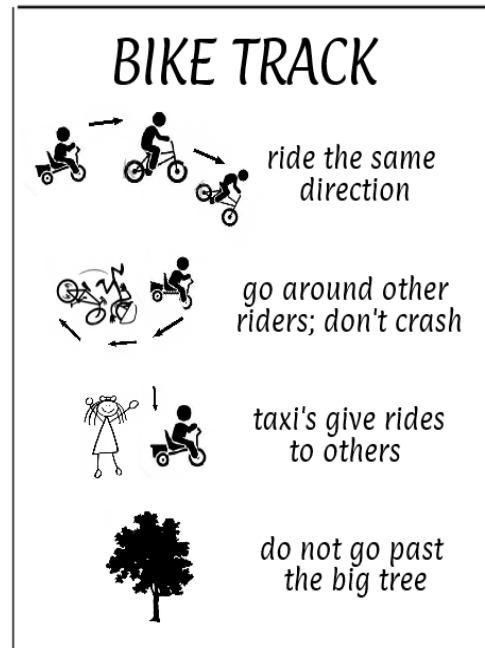 BIKE TRACK
ride the same
direction
go around other
riders; don't crash
taxi's give rides
to others
do not go past
the big tree